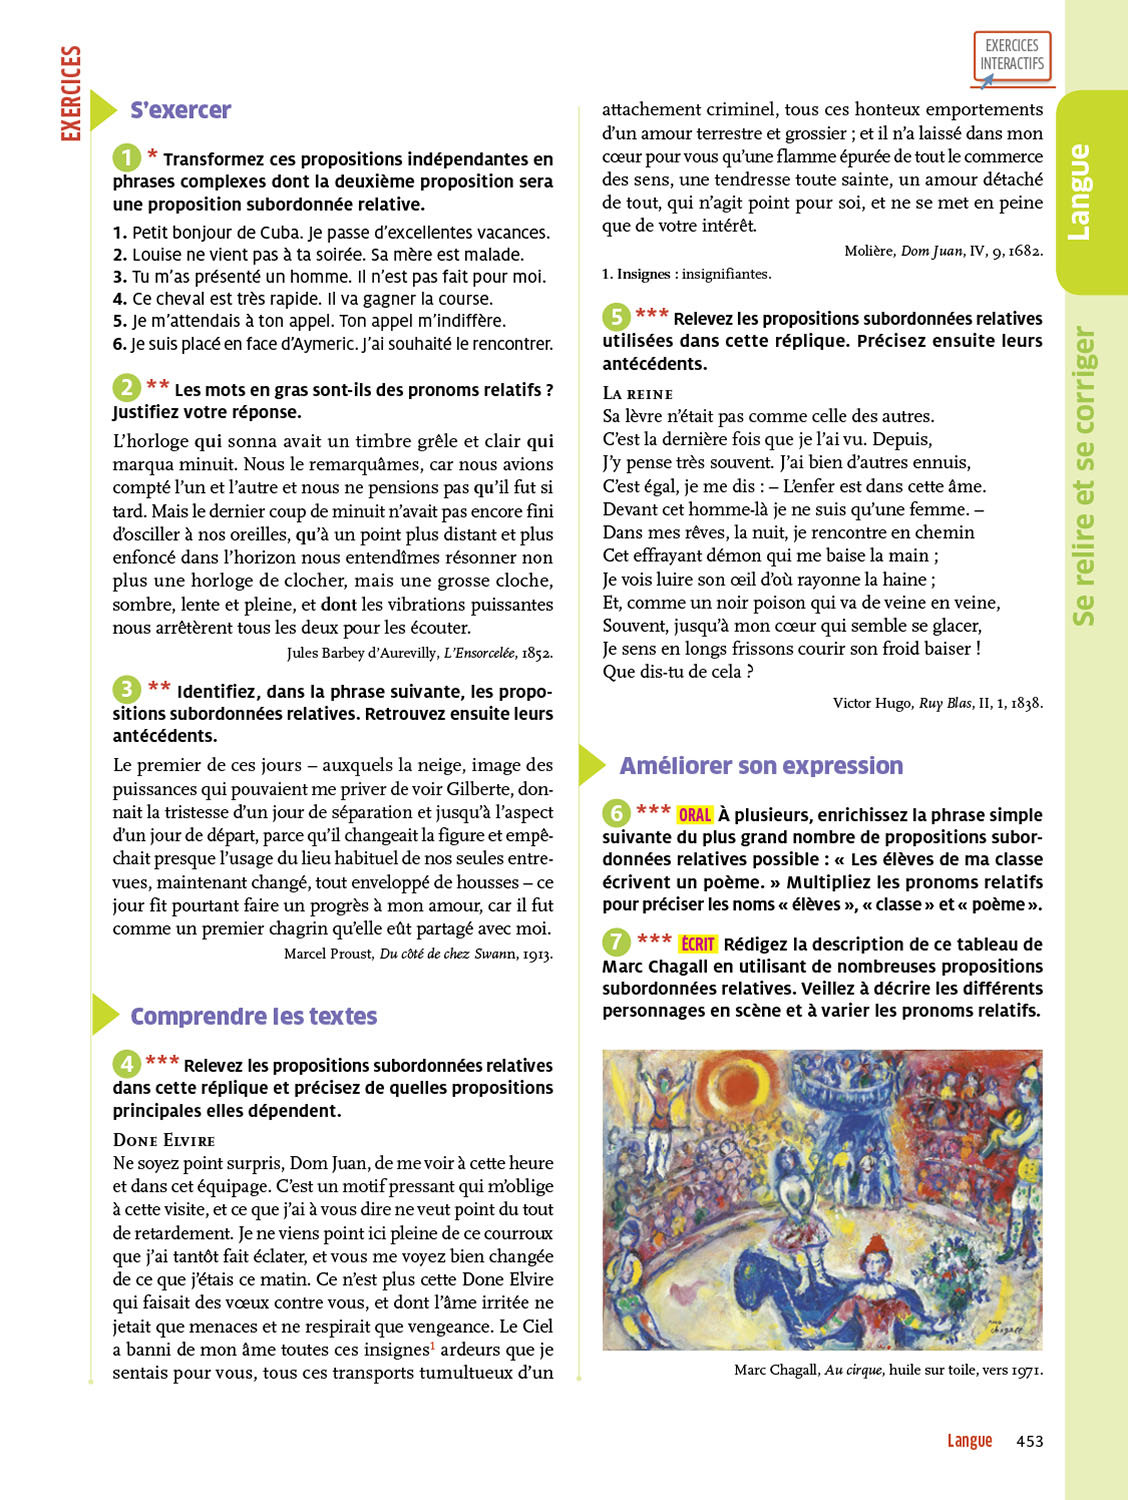 EXERCICES
EXERCICES
INTERACTIFS
S'exercer
1 * Transformez ces propositions indépendantes en
phrases complexes dont la deuxième proposition sera
une proposition subordonnée relative.
1. Petit bonjour de Cuba. Je passe d'excellentes vacances.
2. Louise ne vient pas à ta soirée. Sa mère est malade.
3. Tu m'as présenté un homme. Il n'est pas fait pour moi.
4. Ce cheval est très rapide. Il va gagner la course.
5. Je m'attendais à ton appel. Ton appel m'indiffère.
6. Je suis placé en face d'Aymeric. J'ai souhaité le rencontrer.
2 ** Les mots en gras sont-ils des pronoms relatifs ?
Justifiez votre réponse.
L'horloge qui sonna avait un timbre grêle et clair qui
marqua minuit. Nous le remarquâmes, car nous avions
compté l'un et l'autre et nous ne pensions pas qu'il fut si
tard. Mais le dernier coup de minuit n'avait pas encore fini
d'osciller à nos oreilles, qu'à un point plus distant et plus
enfoncé dans l'horizon nous entendîmes résonner non
plus une horloge de clocher, mais une grosse cloche,
sombre, lente et pleine, et dont les vibrations puissantes
nous arrêtèrent tous les deux pour les écouter.
Jules Barbey d'Aurevilly, L'Ensorcelée, 1852.
3 ** Identifiez, dans la phrase suivante, les propo-
sitions subordonnées relatives. Retrouvez ensuite leurs
antécédents.
Le premier de ces jours – auxquels la neige, image des
puissances qui pouvaient me priver de voir Gilberte, don-
nait la tristesse d'un jour de séparation et jusqu'à l'aspect
d'un jour de départ, parce qu'il changeait la figure et empê-
chait presque l'usage du lieu habituel de nos seules entre-
vues, maintenant changé, tout enveloppé de housses – ce
jour fit pourtant faire un progrès à mon amour, car il fut
comme un premier chagrin qu'elle eût partagé avec moi.
Marcel Proust, Du côté de chez Swann, 1913.
Comprendre les textes
4 *** Relevez les propositions subordonnées relatives
dans cette réplique et précisez de quelles propositions
principales elles dépendent.
DONE ELVIRE
Ne soyez point surpris, Dom Juan, de me voir à cette heure
et dans cet équipage. C'est un motif pressant qui m'oblige
à cette visite, et ce que j'ai à vous dire ne veut point du tout
de retardement. Je ne viens point ici pleine de ce courroux
que j'ai tantôt fait éclater, et vous me voyez bien changée
de ce que j'étais ce matin. Ce n'est plus cette Done Elvire
qui faisait des vœux contre vous, et dont l'âme irritée ne
jetait que menaces et ne respirait que vengeance. Le Ciel
a banni de mon âme toutes ces insignes1 ardeurs que je
sentais pour vous, tous ces transports tumultueux d'un
attachement criminel, tous ces honteux emportements
d'un amour terrestre et grossier ; et il n'a laissé dans mon
cœur pour vous qu'une flamme épurée de tout le commerce
des sens, une tendresse toute sainte, un amour détaché
de tout, qui n'agit point pour soi, et ne se met en peine
que de votre intérêt.
Molière, Dom Juan, IV, 9, 1682.
1. Insignes : insignifiantes.
5 *** Relevez les propositions subordonnées relatives
utilisées dans cette réplique. Précisez ensuite leurs
antécédents.
LA REINE
Sa lèvre n'était pas comme celle des autres.
C'est la dernière fois que je l'ai vu. Depuis,
J'y pense très souvent. J'ai bien d'autres ennuis,
C'est égal, je me dis : – L'enfer est dans cette âme.
Devant cet homme-là je ne suis qu'une femme. –
Dans mes rêves, la nuit, je rencontre en chemin
Cet effrayant démon qui me baise la main ;
Je vois luire son œil d'où rayonne la haine ;
Et, comme un noir poison qui va de veine en veine,
Souvent, jusqu'à mon cœur qui semble se glacer,
Je sens en longs frissons courir son froid baiser !
Que dis-tu de cela ?
Victor Hugo, Ruy Blas, II, 1, 1838.
Améliorer son expression
6 *** ORAL À plusieurs, enrichissez la phrase simple
suivante du plus grand nombre de propositions subor-
données relatives possible : « Les élèves de ma classe
écrivent un poème. » Multipliez les pronoms relatifs
pour préciser les noms « élèves », « classe » et « poème ».
7 *** ÉCRIT Rédigez la description de ce tableau de
Marc Chagall en utilisant de nombreuses propositions
subordonnées relatives. Veillez à décrire les différents
personnages en scène et à varier les pronoms relatifs.
Marc
Chagall
Marc Chagall, Au cirque, huile sur toile, vers 1971.
Langue
Se relire et se corriger
Langue 453